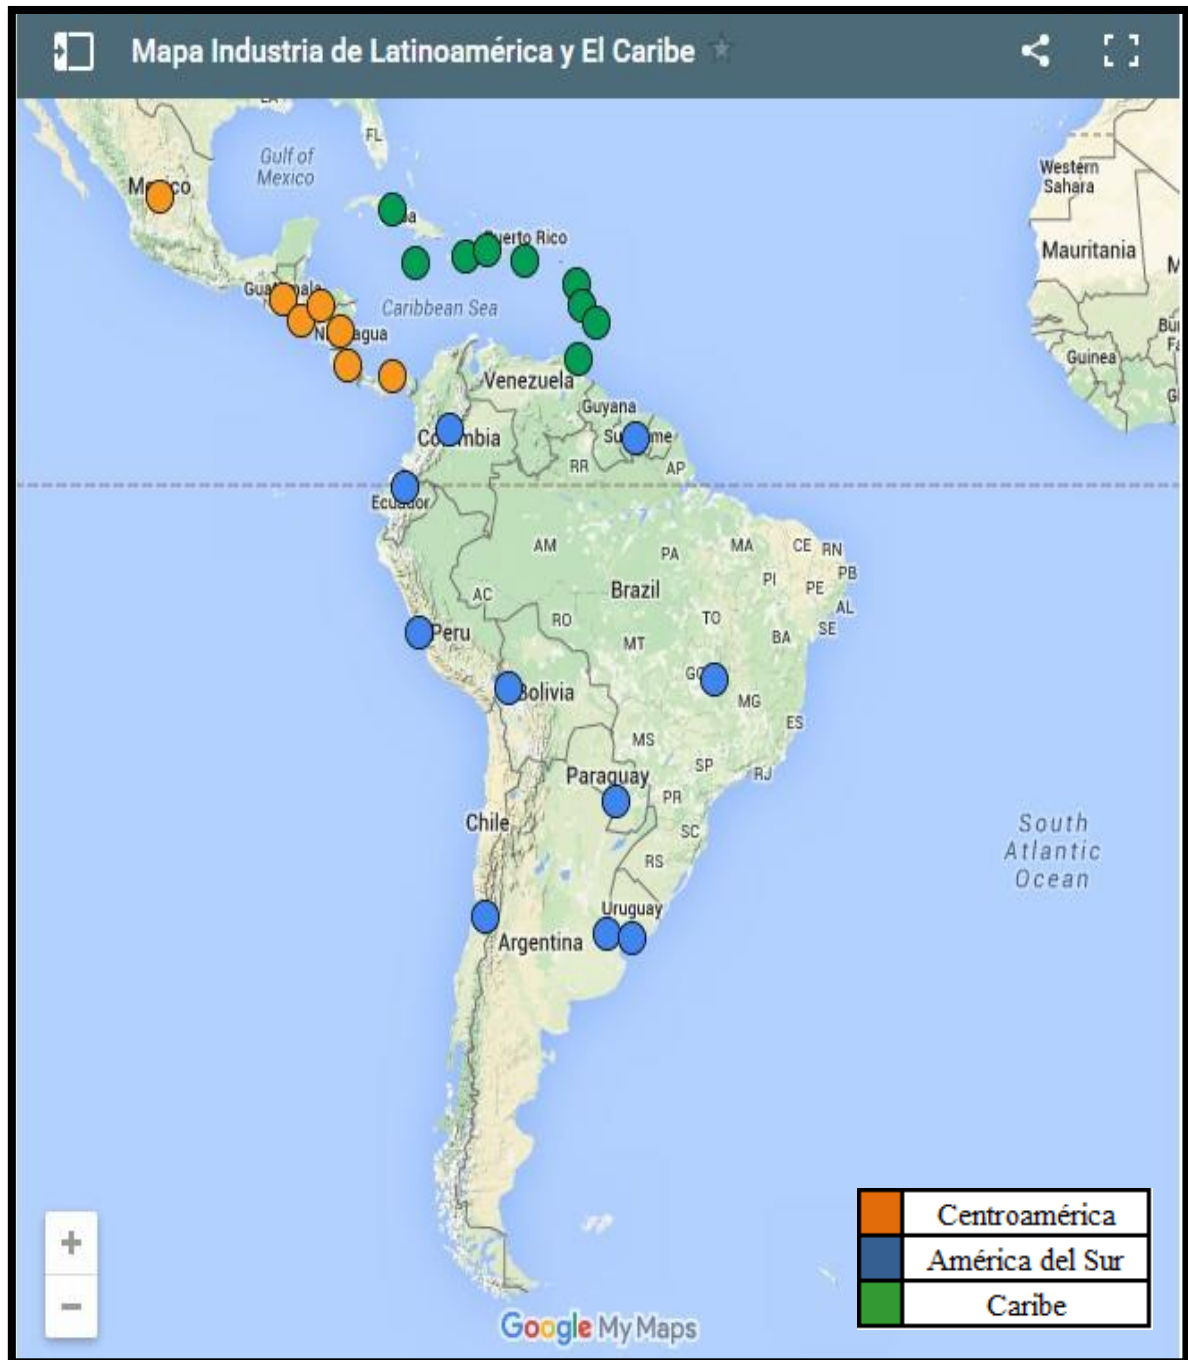 Mapa Industria de Latinoamérica y El Caribe
FL
Gulf of
Mexico
Western
Sahara
Mauritania
Puerto Rico
Caribbean Sea
Guinea
Venezuela
Guyana
RR
AP
Ecuador
AM
PA
MA
CE
RN
PB
PI
PE
AL
AC
Brazil
RO
TO
SE
MT
BA
Peru
Bolivia
MG
ES
MS
SP
RJ
Paraguay
PR
Chile
SC
RS
South
Atlantic
Ocean
Uruguay
Argentina
Centroamérica
América del Sur
Caribe
Google My Maps